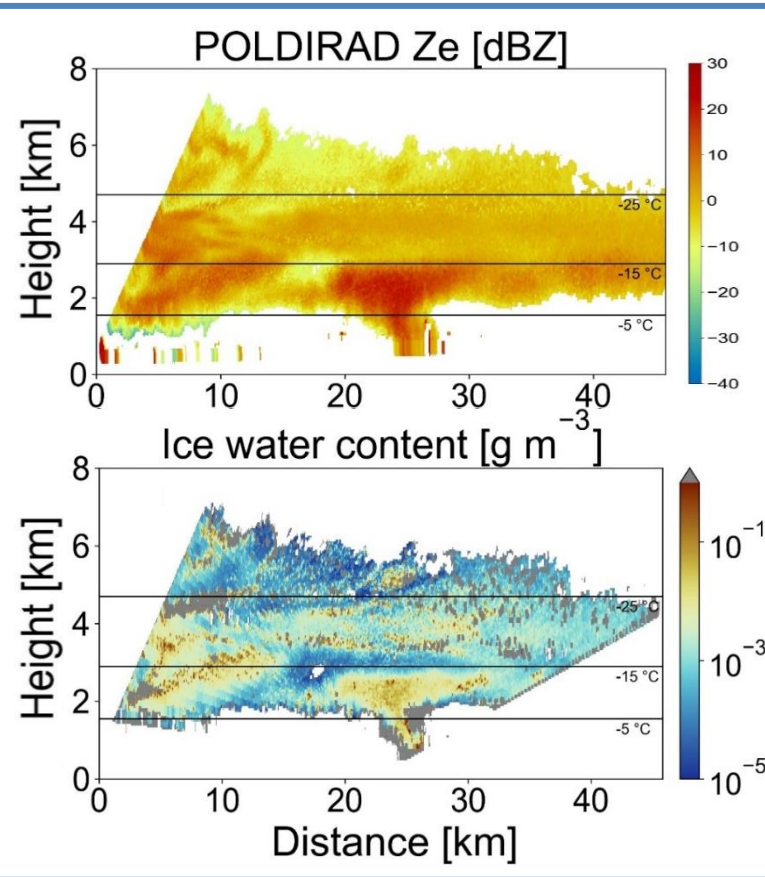 POLDIRAD Ze [dBZ]
8
6
4
2
0
Height [km]
-25 °C
-15 °C
-5 °C
0
10
20
30
40
30
20
10
0
−10
−20
−30
−40
Ice water content [g m⁻³]
8
6
4
2
0
Height [km]
-25 °C
-15 °C
-5 °C
0
10
20
30
40
Distance [km]
10⁻¹
10⁻³
10⁻⁵